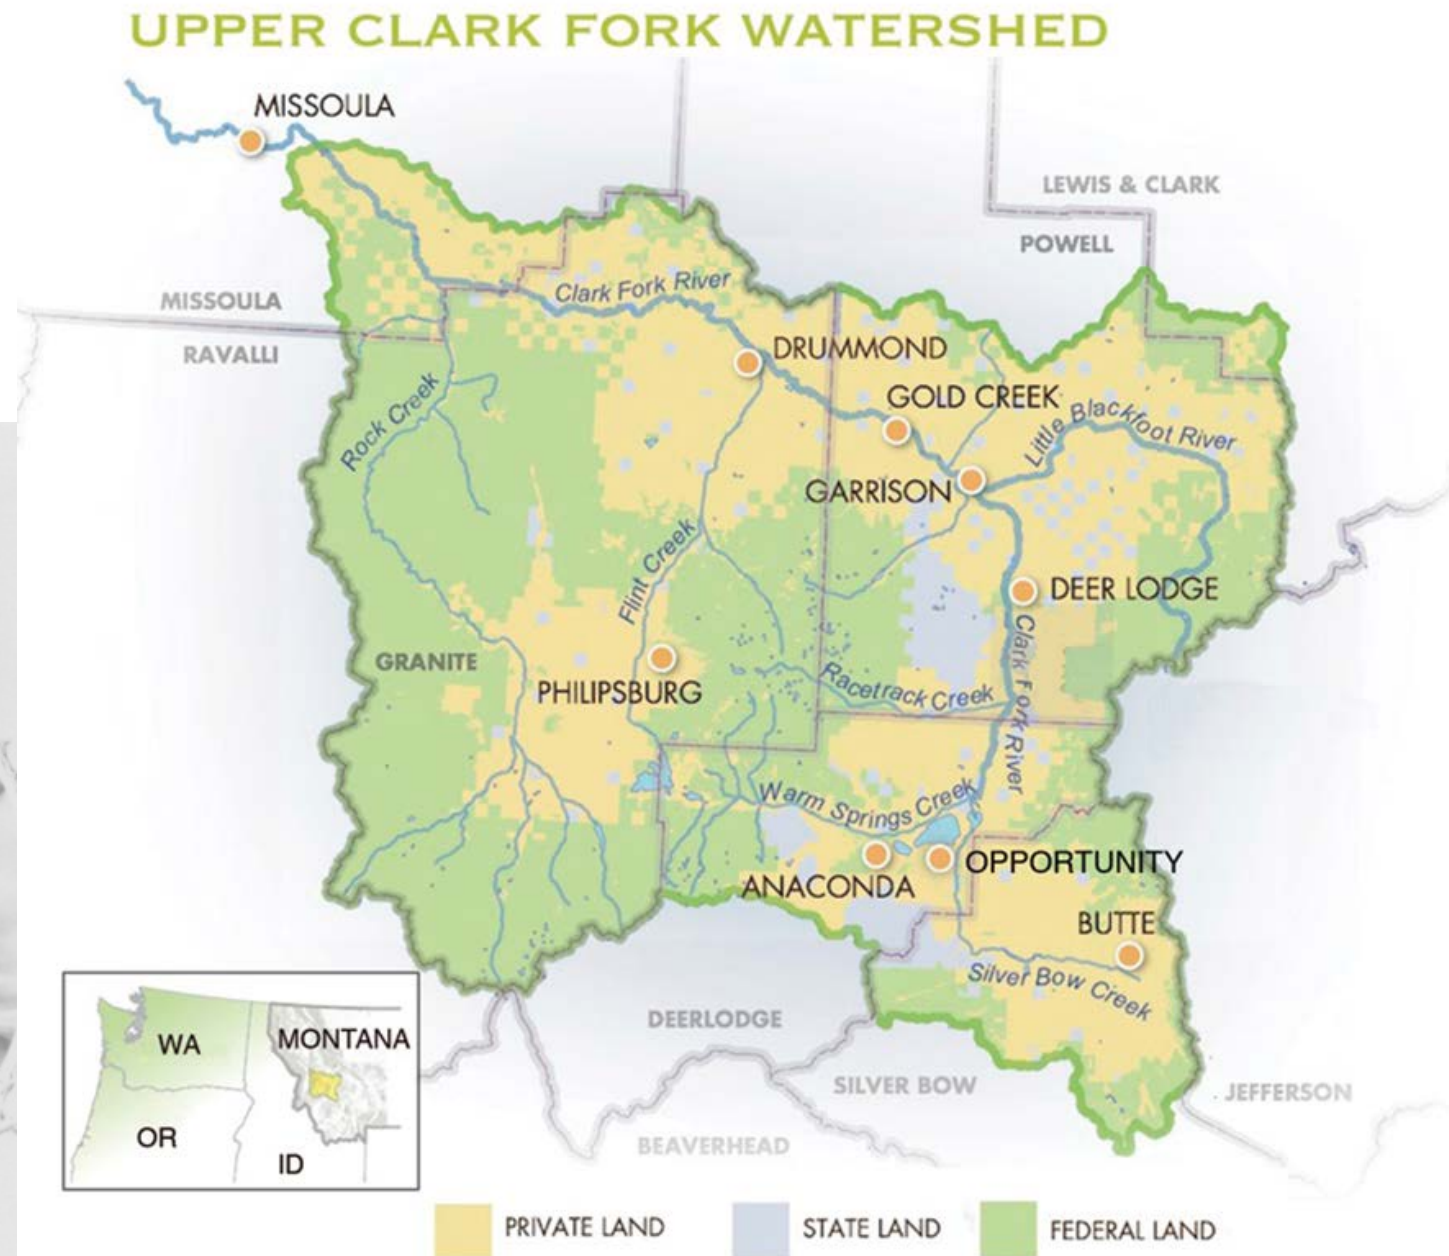 UPPER CLARK FORK WATERSHED
MISSOULA
LEWIS & CLARK
POWELL
MISSOULA
RAVALLI
Clark Fork River
DRUMMOND
GOLD CREEK
Little Blackfoot River
Rock Creek
GARRISON
Flint Creek
DEER LODGE
Clark Fork River
GRANITE
PHILIPSBURG
Racetrack Creek
Warm Springs Creek
ANACONDA
OPPORTUNITY
BUTTE
Silver Bow Creek
DEERLODGE
SILVER BOW
JEFFERSON
BEAVERHEAD
WA
MONTANA
OR
ID
PRIVATE LAND
STATE LAND
FEDERAL LAND